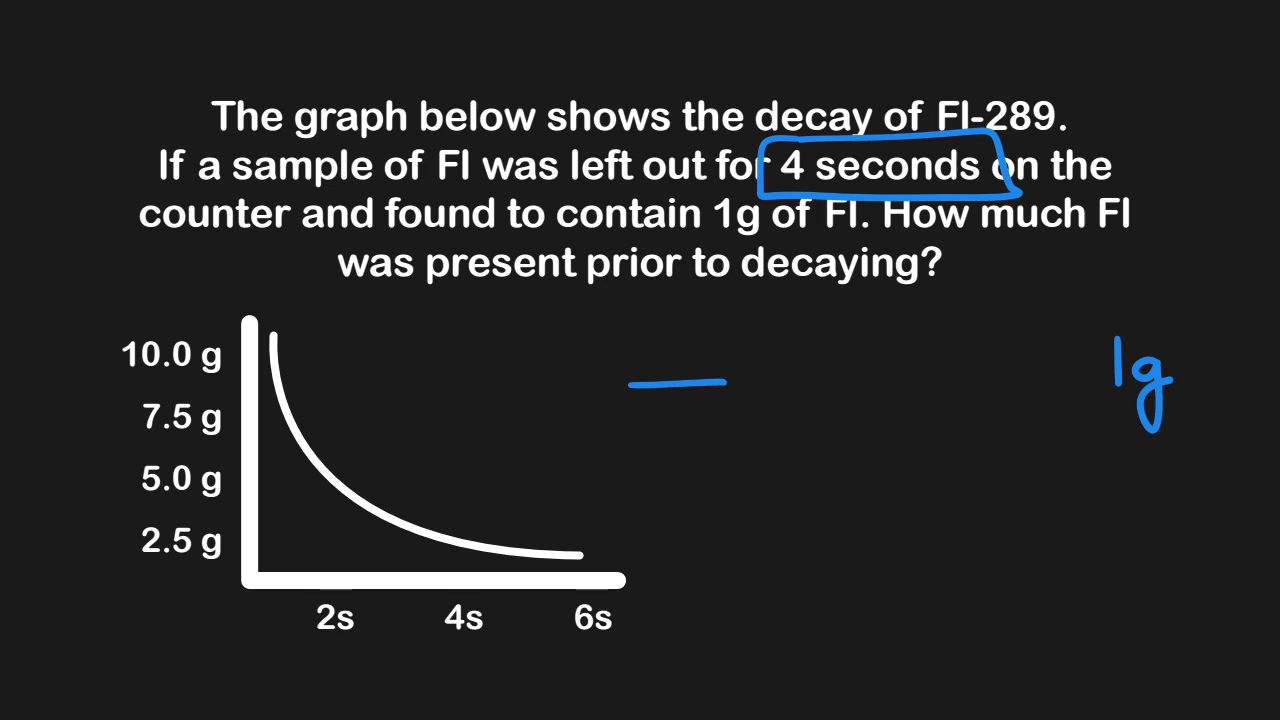 The graph below shows the decay of Fl-289.
If a sample of Fl was left out for 4 seconds on the
counter and found to contain 1g of Fl. How much Fl
was present prior to decaying?
10.0 g
7.5 g
5.0 g
2.5 g
2s 4s 6s
1g